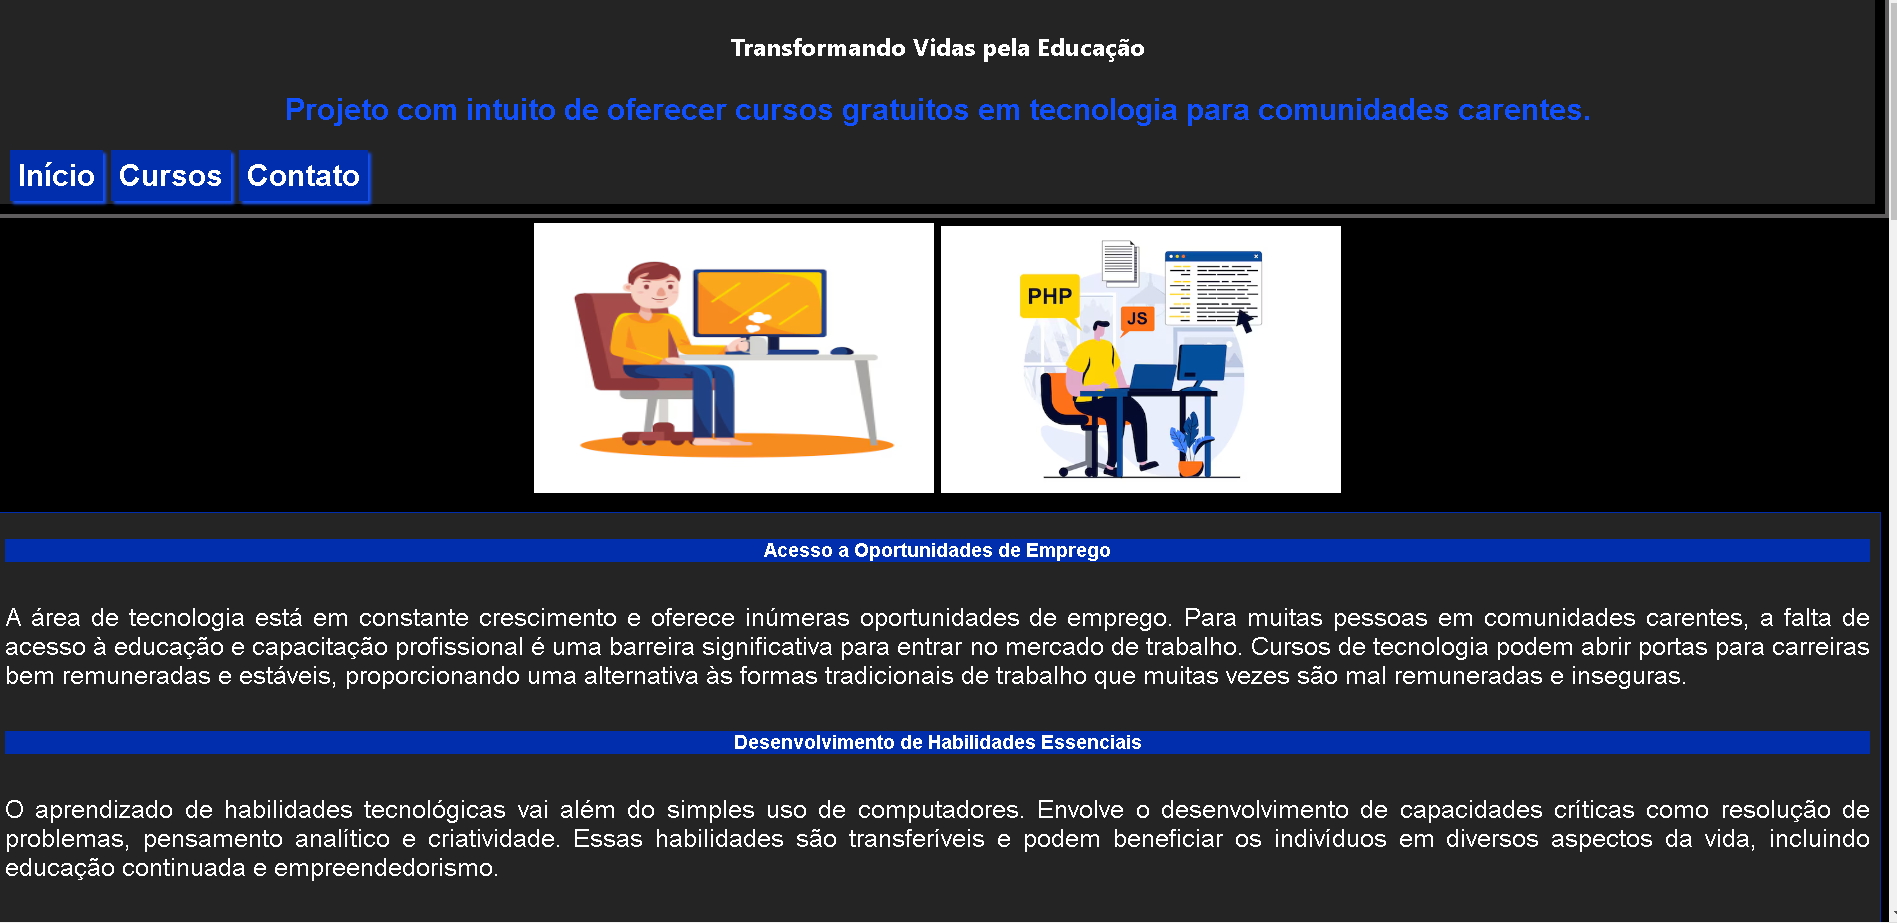 Transformando Vidas pela Educação
Projeto com intuito de oferecer cursos gratuitos em tecnologia para comunidades carentes.
Início Cursos Contato
PHP
JS
Acesso a Oportunidades de Emprego
A área de tecnologia está em constante crescimento e oferece inúmeras oportunidades de emprego. Para muitas pessoas em comunidades carentes, a falta de
acesso à educação e capacitação profissional é uma barreira significativa para entrar no mercado de trabalho. Cursos de tecnologia podem abrir portas para carreiras
bem remuneradas e estáveis, proporcionando uma alternativa às formas tradicionais de trabalho que muitas vezes são mal remuneradas e inseguras.
Desenvolvimento de Habilidades Essenciais
O aprendizado de habilidades tecnológicas vai além do simples uso de computadores. Envolve o desenvolvimento de capacidades críticas como resolução de
problemas, pensamento analítico e criatividade. Essas habilidades são transferíveis e podem beneficiar os indivíduos em diversos aspectos da vida, incluindo
educação continuada e empreendedorismo.